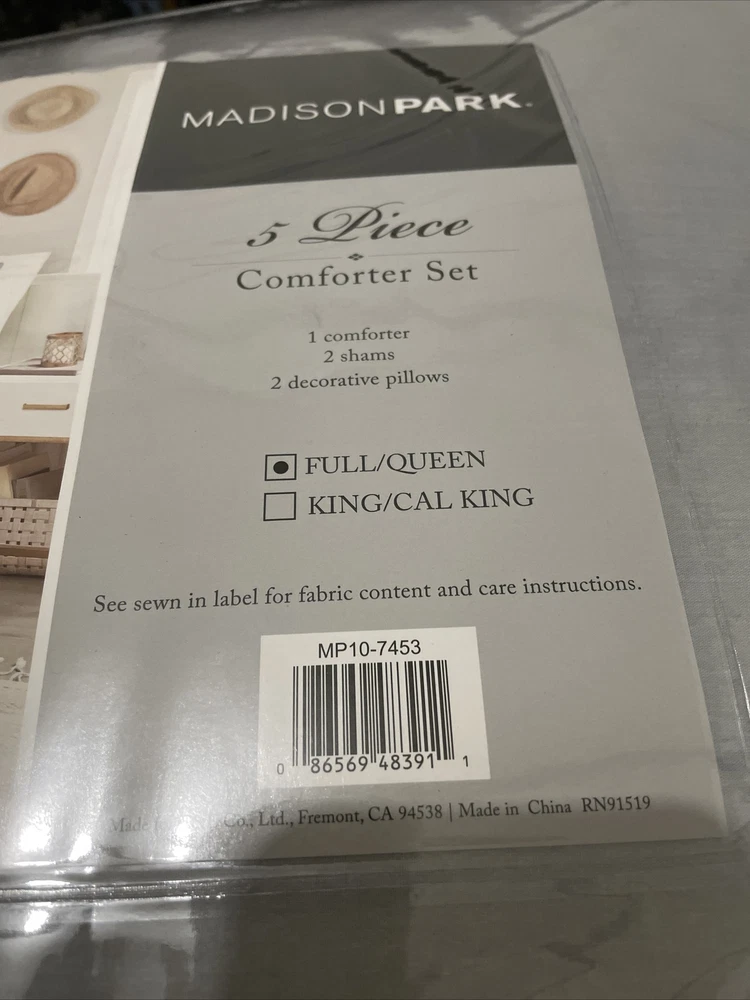 MADISONPARK.
5 Piece
Comforter Set
1 comforter
2 shams
2 decorative pillows
FULL/QUEEN
KING/CAL KING
See sewn in label for fabric content and care instructions.
MP10-7453
0 86569 48391 1
Made Co., Ltd., Fremont, CA 94538 | Made in China RN91519